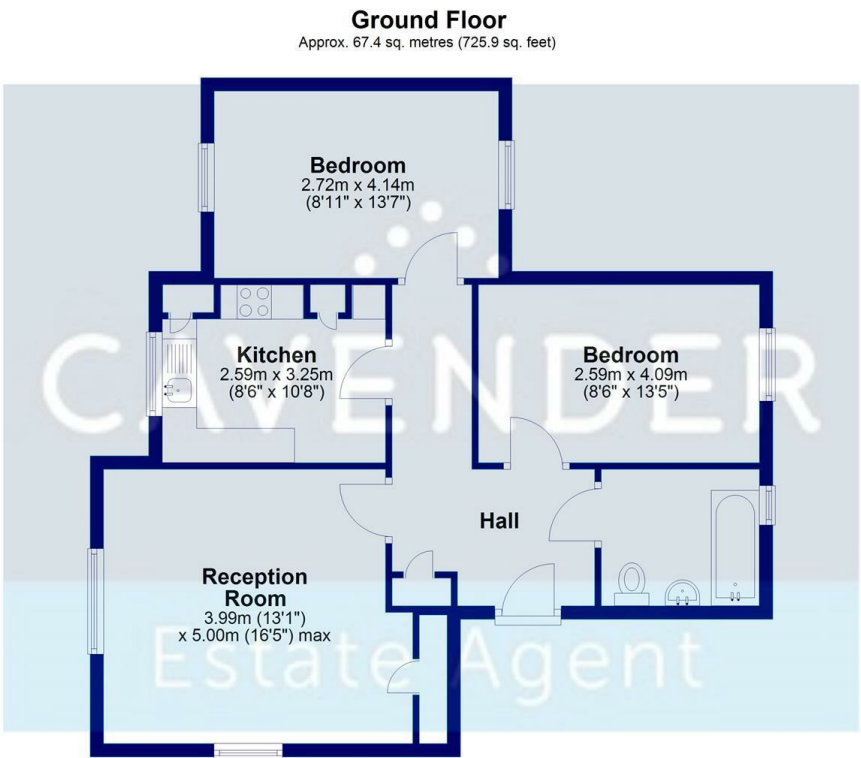 Ground Floor
Approx. 67.4 sq. metres (725.9 sq. feet)
Bedroom
2.72m x 4.14m
(8'11" x 13'7")
Kitchen
2.59m x 3.25m
(8'6" x 10'8")
Bedroom
2.59m x 4.09m
(8'6" x 13'5")
CAVENDER
Hall
Reception
Room
3.99m (13'1")
x 5.00m (16'5") max
Estate Agent